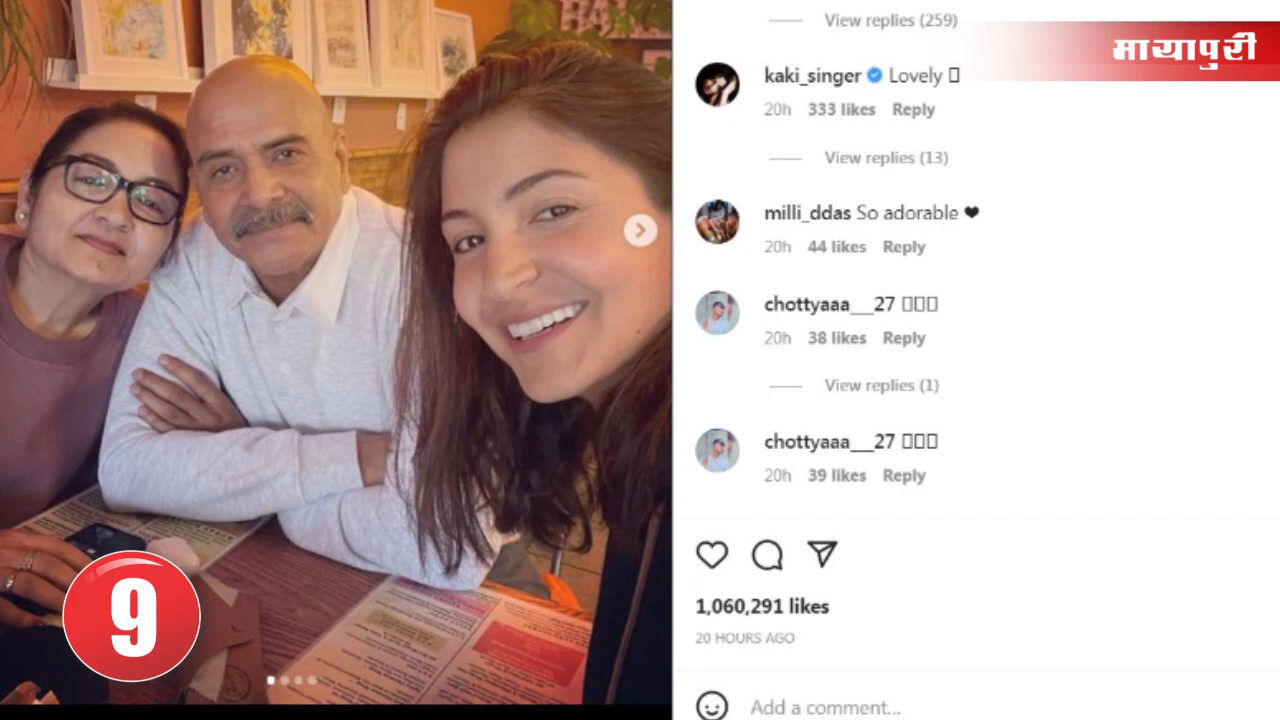 View replies (259)
मायापुरी
kaki_singer Lovely
20h 333 likes Reply
View replies (13)
milli_ddas So adorable ❤
20h 44 likes Reply
chottyaaa__27
20h 38 likes Reply
View replies (1)
chottyaaa__27
20h 39 likes Reply
1,060,291 likes
20 HOURS AGO
Add a comment...
9